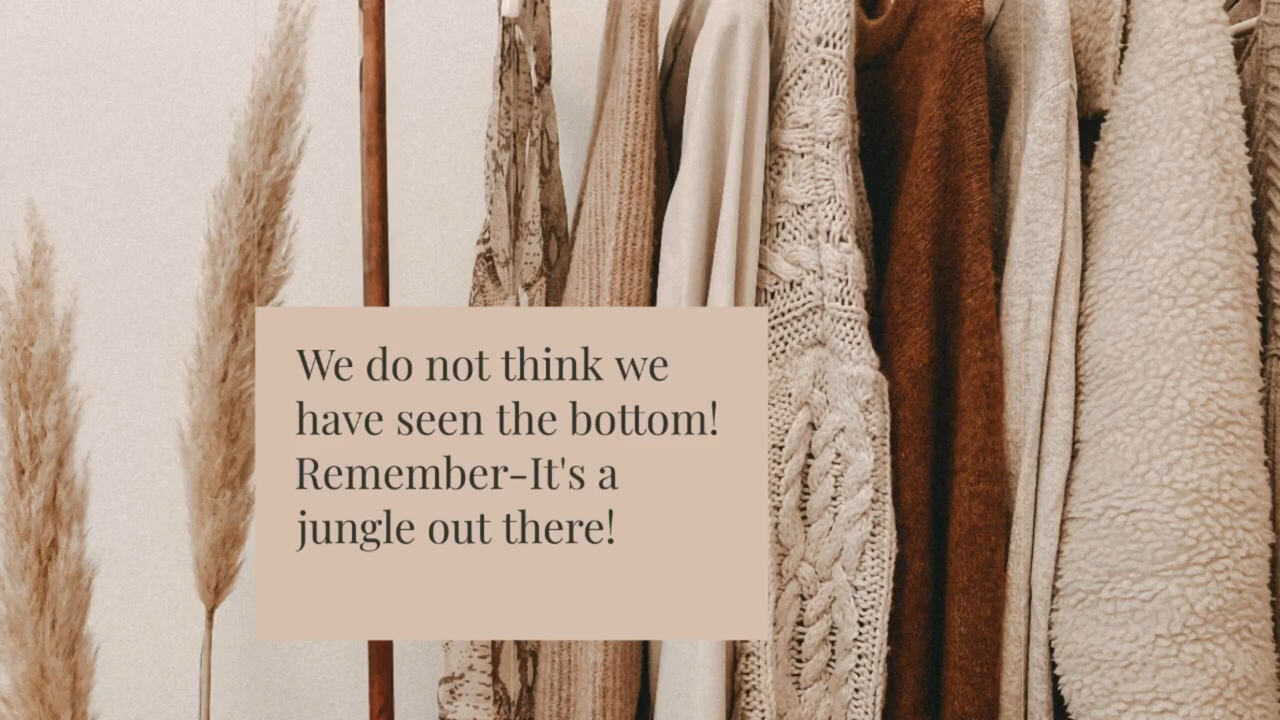 We do not think we
have seen the bottom!
Remember-It's a
jungle out there!